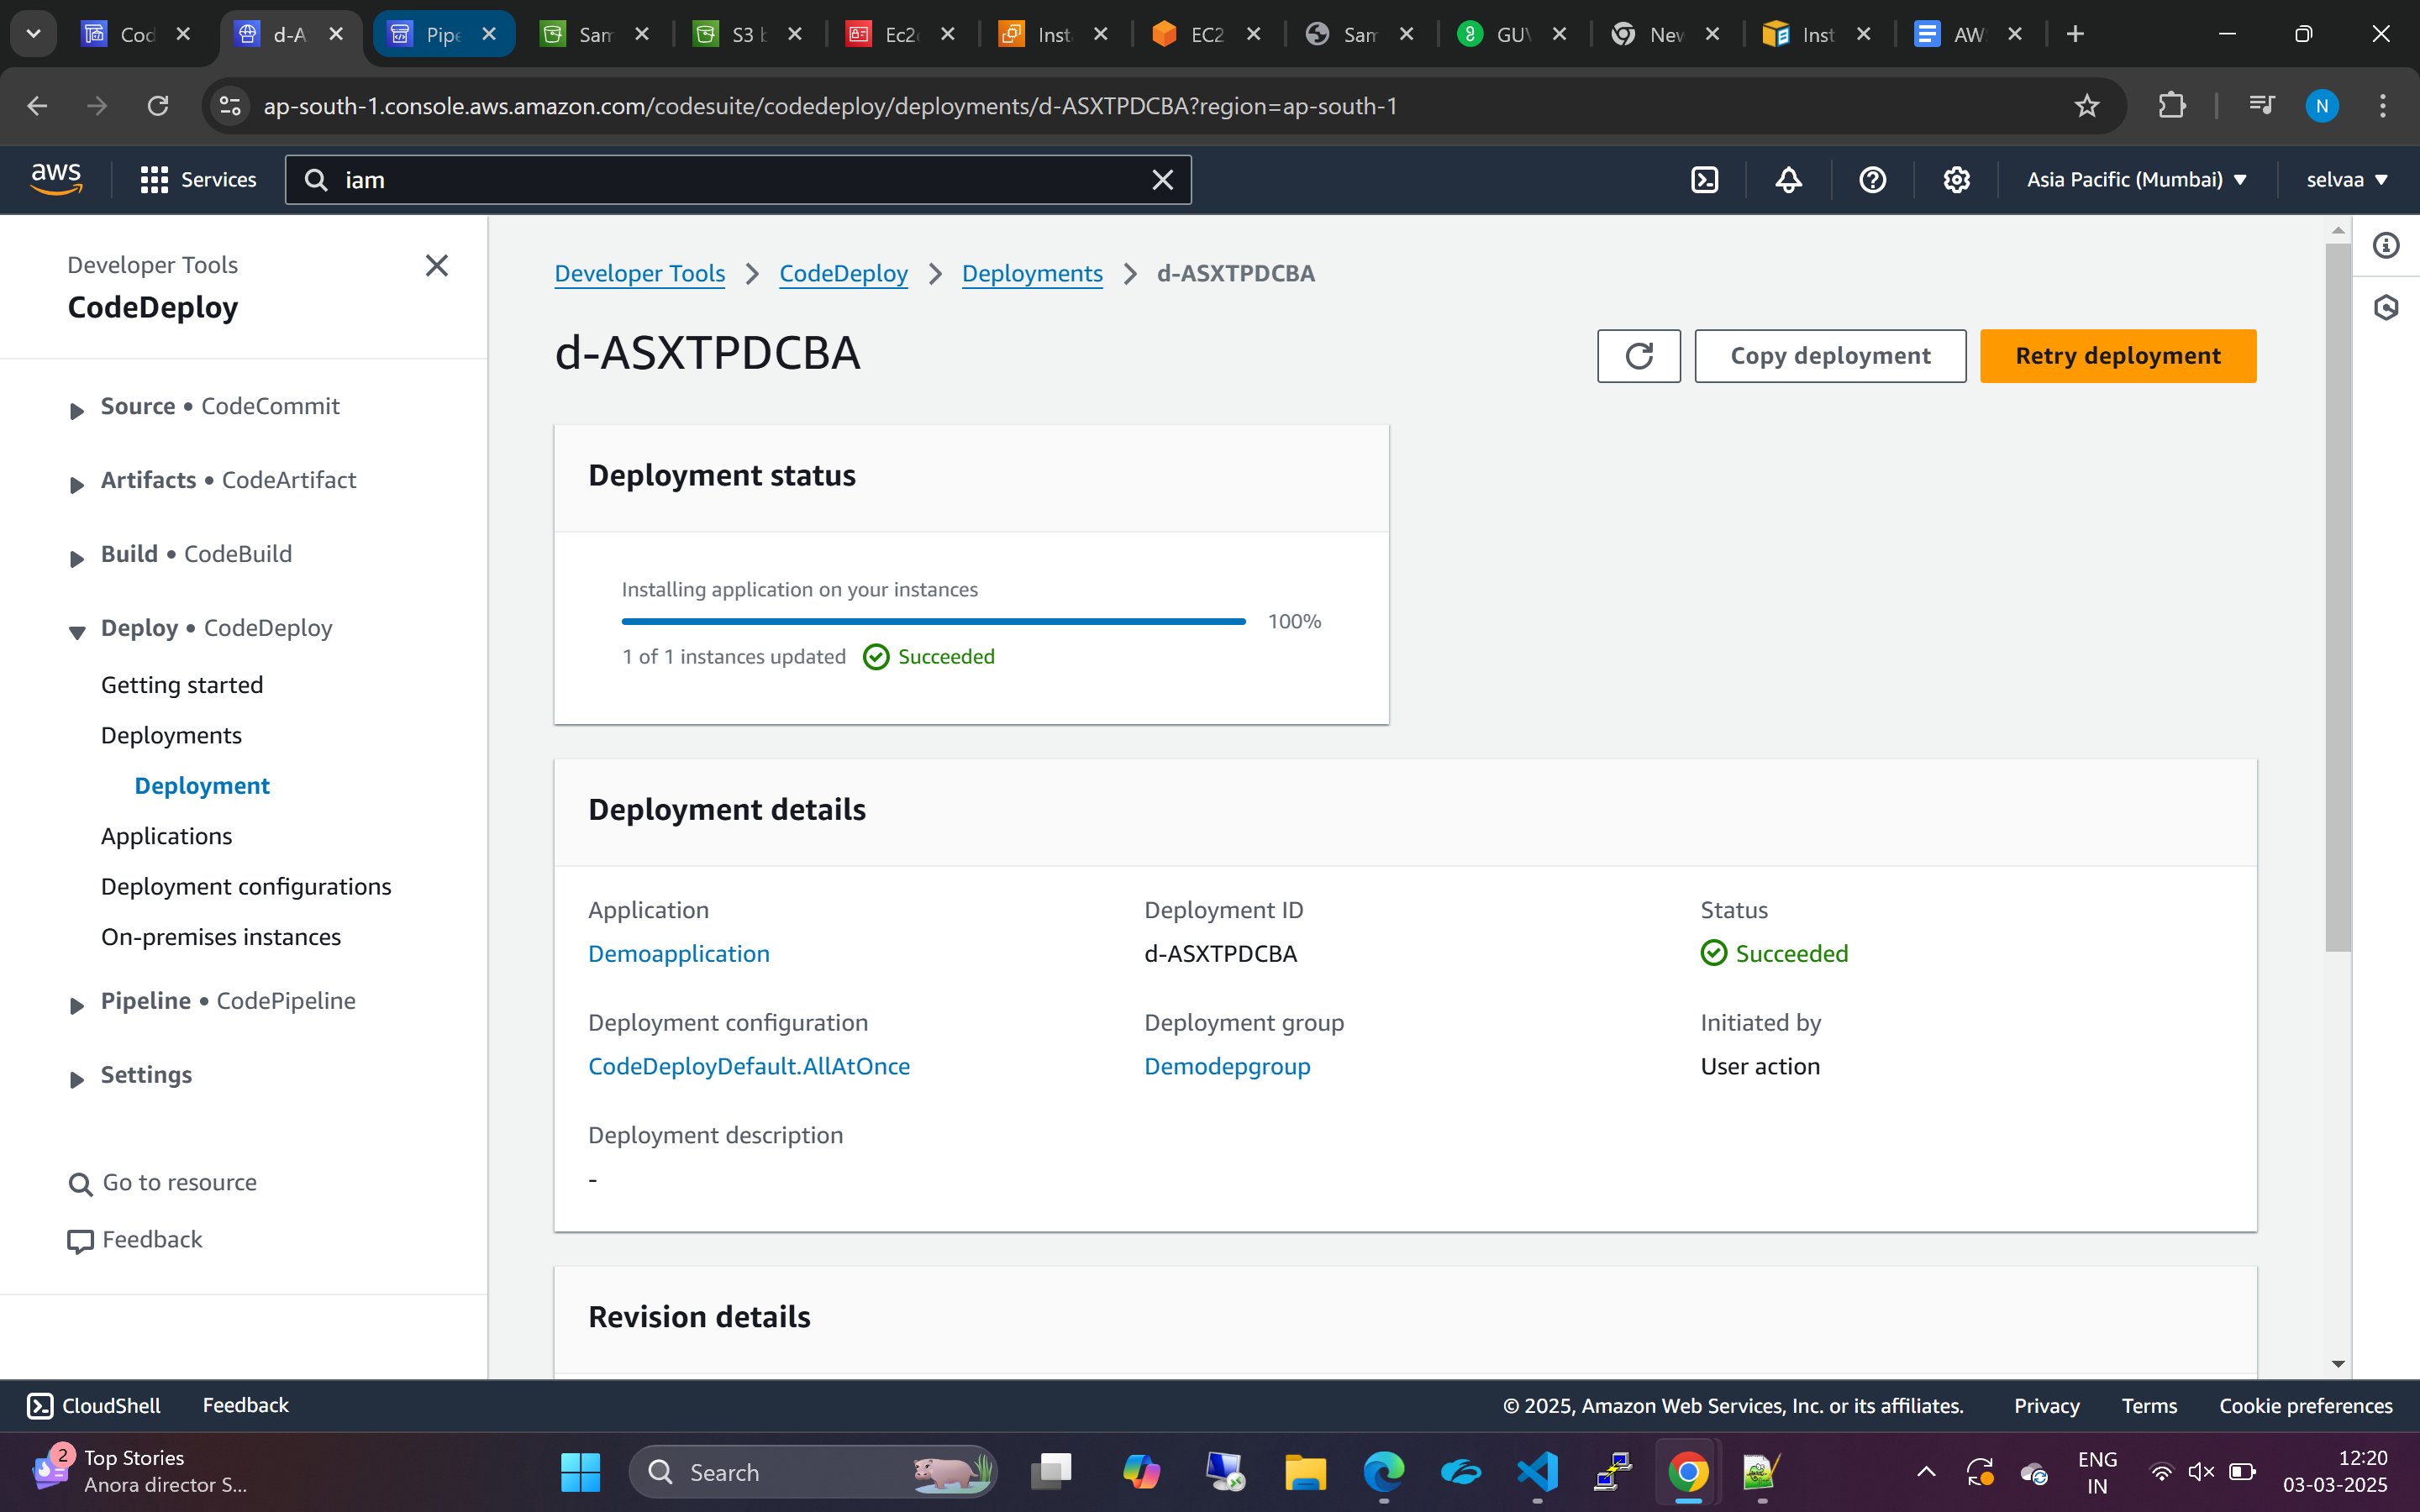 Cod
d-A
Pipe
Sam
S3 b
Ec2
Inst
EC2
Sam
GUV
New
Inst
AW
ap-south-1.console.aws.amazon.com/codesuite/codedeploy/deployments/d-ASXTPDCBA?region=ap-south-1
N
aws
Services
iam
Asia Pacific (Mumbai)
selvaa
Developer Tools
CodeDeploy
Source • CodeCommit
Artifacts • CodeArtifact
Build • CodeBuild
Deploy • CodeDeploy
Getting started
Deployments
Deployment
Applications
Deployment configurations
On-premises instances
Pipeline • CodePipeline
Settings
Go to resource
Feedback
Developer Tools > CodeDeploy > Deployments > d-ASXTPDCBA
d-ASXTPDCBA
Copy deployment
Retry deployment
Deployment status
Installing application on your instances
100%
1 of 1 instances updated Succeeded
Deployment details
Application
Demoapplication
Deployment ID
d-ASXTPDCBA
Status
Succeeded
Deployment configuration
CodeDeployDefault.AllAtOnce
Deployment group
Demodepgroup
Initiated by
User action
Deployment description
-
Revision details
CloudShell
Feedback
© 2025, Amazon Web Services, Inc. or its affiliates.
Privacy
Terms
Cookie preferences
2
Top Stories
Anora director S...
Search
ENG
IN
12:20
03-03-2025